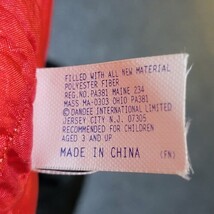 FILLED WITH ALL NEW MATERIAL
POLYESTER FIBER
REG. NO. PA381 MAINE 234
MASS MA-0303 OHIO PA381
© DANDEE INTERNATIONAL LIMITED
JERSEY CITY N.J. 07305
RECOMMENDED FOR CHILDREN
AGED 3 AND UP
MADE IN CHINA (FN)